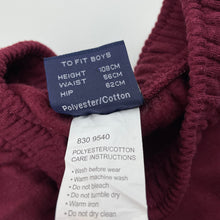 TO FIT BOYS
HEIGHT 108CM
WAIST 56CM
HIP 62CM
Polyester/Cotton
830 9540
POLYESTER/COTTON
CARE INSTRUCTIONS
- Wash before wear
- Warm machine wash
- Do not bleach
- Do not tumble dry
- Warm iron
- Do not dry clean